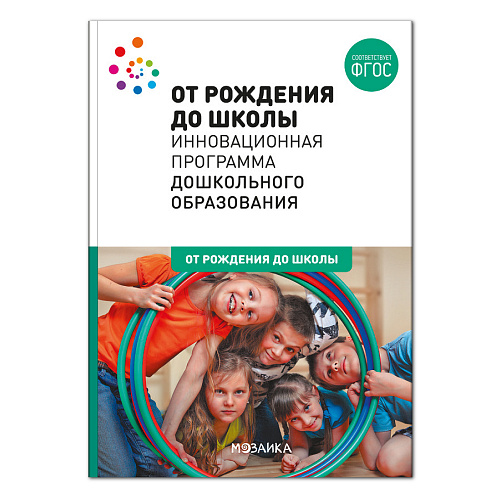 СООТВЕТСТВУЕТ
ФГОС
ОТ РОЖДЕНИЯ
ДО ШКОЛЫ
ИННОВАЦИОННАЯ
ПРОГРАММА
ДОШКОЛЬНОГО
ОБРАЗОВАНИЯ
ОТ РОЖДЕНИЯ ДО ШКОЛЫ
МОЗАИКА